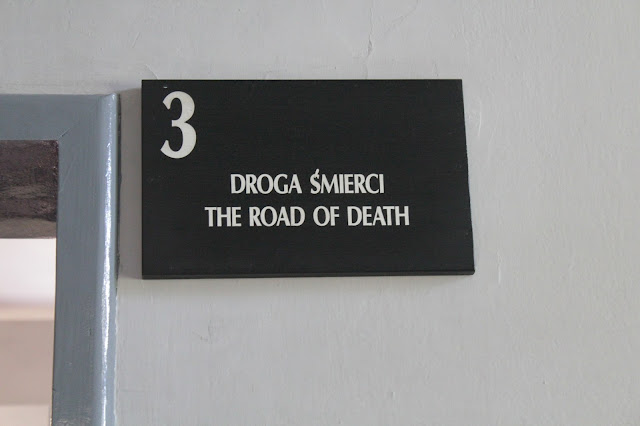 3
DROGA ŚMIERCI
THE ROAD OF DEATH